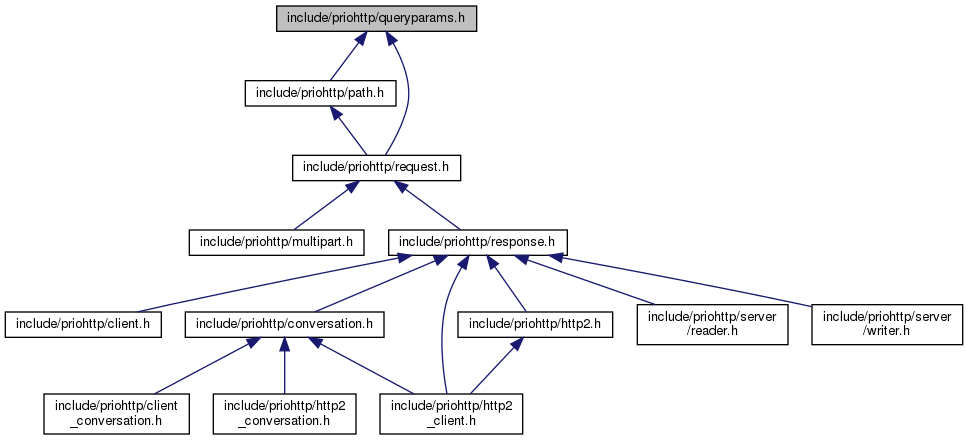 include/priohttp/queryparams.h
include/priohttp/path.h
include/priohttp/request.h
include/priohttp/multipart.h
include/priohttp/response.h
include/priohttp/client.h
include/priohttp/conversation.h
include/priohttp/http2.h
include/priohttp/server
/reader.h
include/priohttp/server
/writer.h
include/priohttp/client
_conversation.h
include/priohttp/http2
_conversation.h
include/priohttp/http2
_client.h